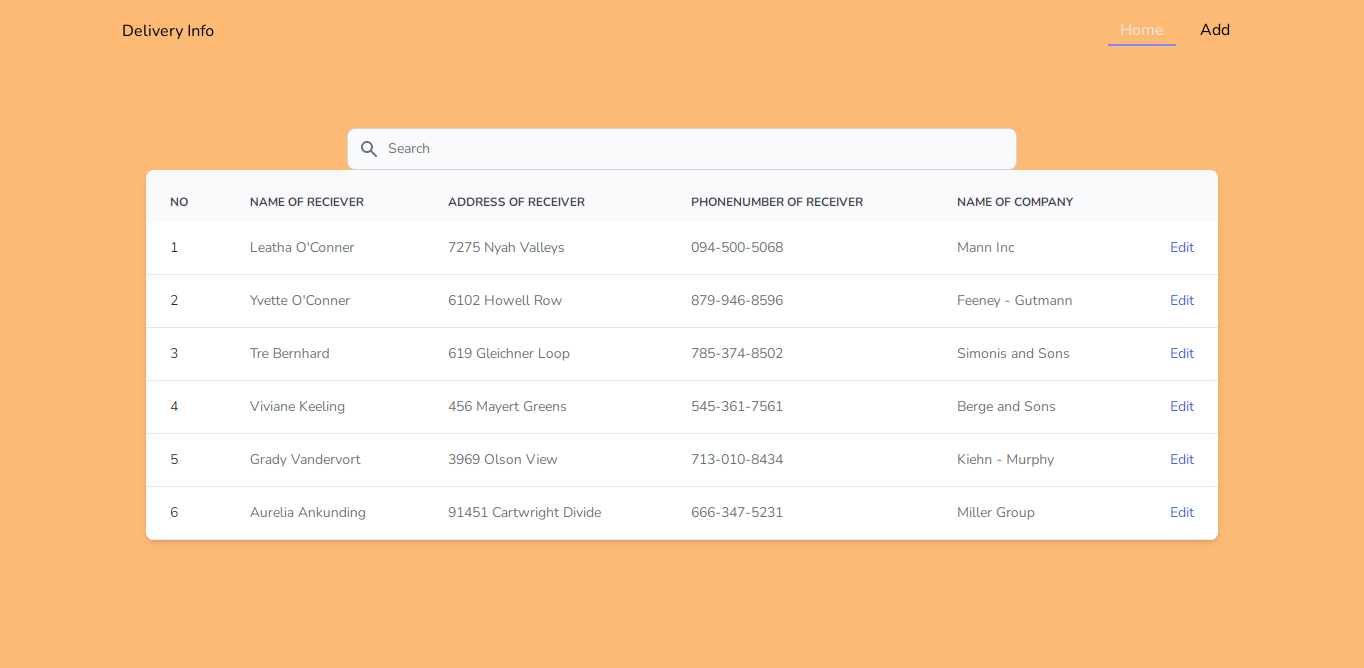 Delivery Info Home Add
Search
NO NAME OF RECIEVER ADDRESS OF RECEIVER PHONENUMBER OF RECEIVER NAME OF COMPANY
1 Leatha O'Conner 7275 Nyah Valleys 094-500-5068 Mann Inc Edit
2 Yvette O'Conner 6102 Howell Row 879-946-8596 Feeney - Gutmann Edit
3 Tre Bernhard 619 Gleichner Loop 785-374-8502 Simonis and Sons Edit
4 Viviane Keeling 456 Mayert Greens 545-361-7561 Berge and Sons Edit
5 Grady Vandervort 3969 Olson View 713-010-8434 Kiehn - Murphy Edit
6 Aurelia Ankunding 91451 Cartwright Divide 666-347-5231 Miller Group Edit